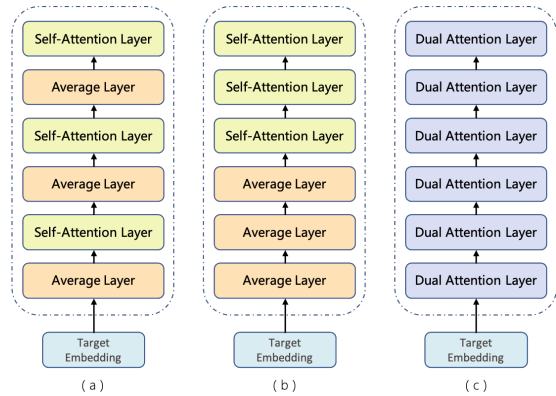 Self-Attention Layer
Average Layer
Self-Attention Layer
Average Layer
Self-Attention Layer
Average Layer
Target
Embedding
( a )
Self-Attention Layer
Self-Attention Layer
Self-Attention Layer
Average Layer
Average Layer
Average Layer
Target
Embedding
( b )
Dual Attention Layer
Dual Attention Layer
Dual Attention Layer
Dual Attention Layer
Dual Attention Layer
Dual Attention Layer
Target
Embedding
( c )